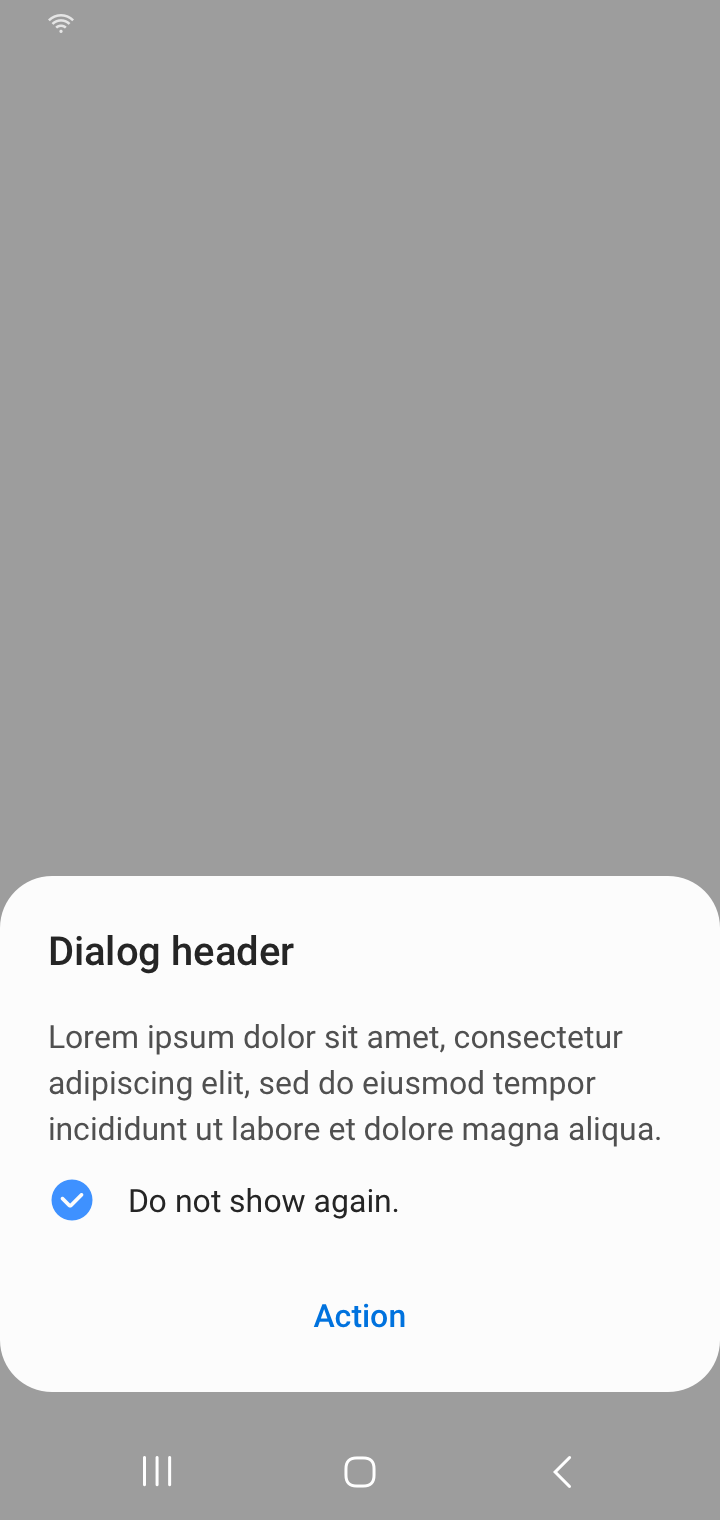 Dialog header
Lorem ipsum dolor sit amet, consectetur
adipiscing elit, sed do eiusmod tempor
incididunt ut labore et dolore magna aliqua.
Do not show again.
Action